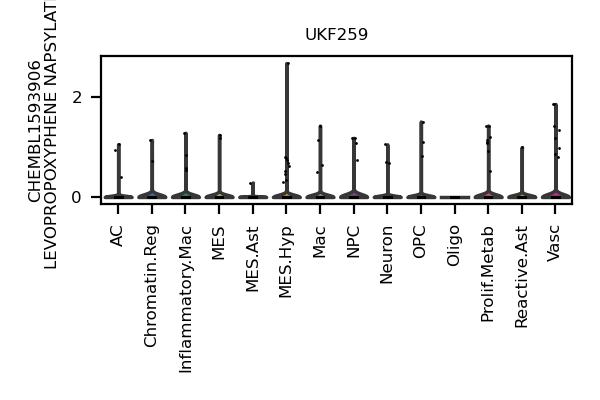 UKF259
CHEMBL1593906
LEVOPROPOXYPHENE NAPSYLAT
2
0
AC
Chromatin.Reg
Inflammatory.Mac
MES
MES.Ast
MES.Hyp
Mac
NPC
Neuron
OPC
Oligo
Prolif.Metab
Reactive.Ast
Vasc